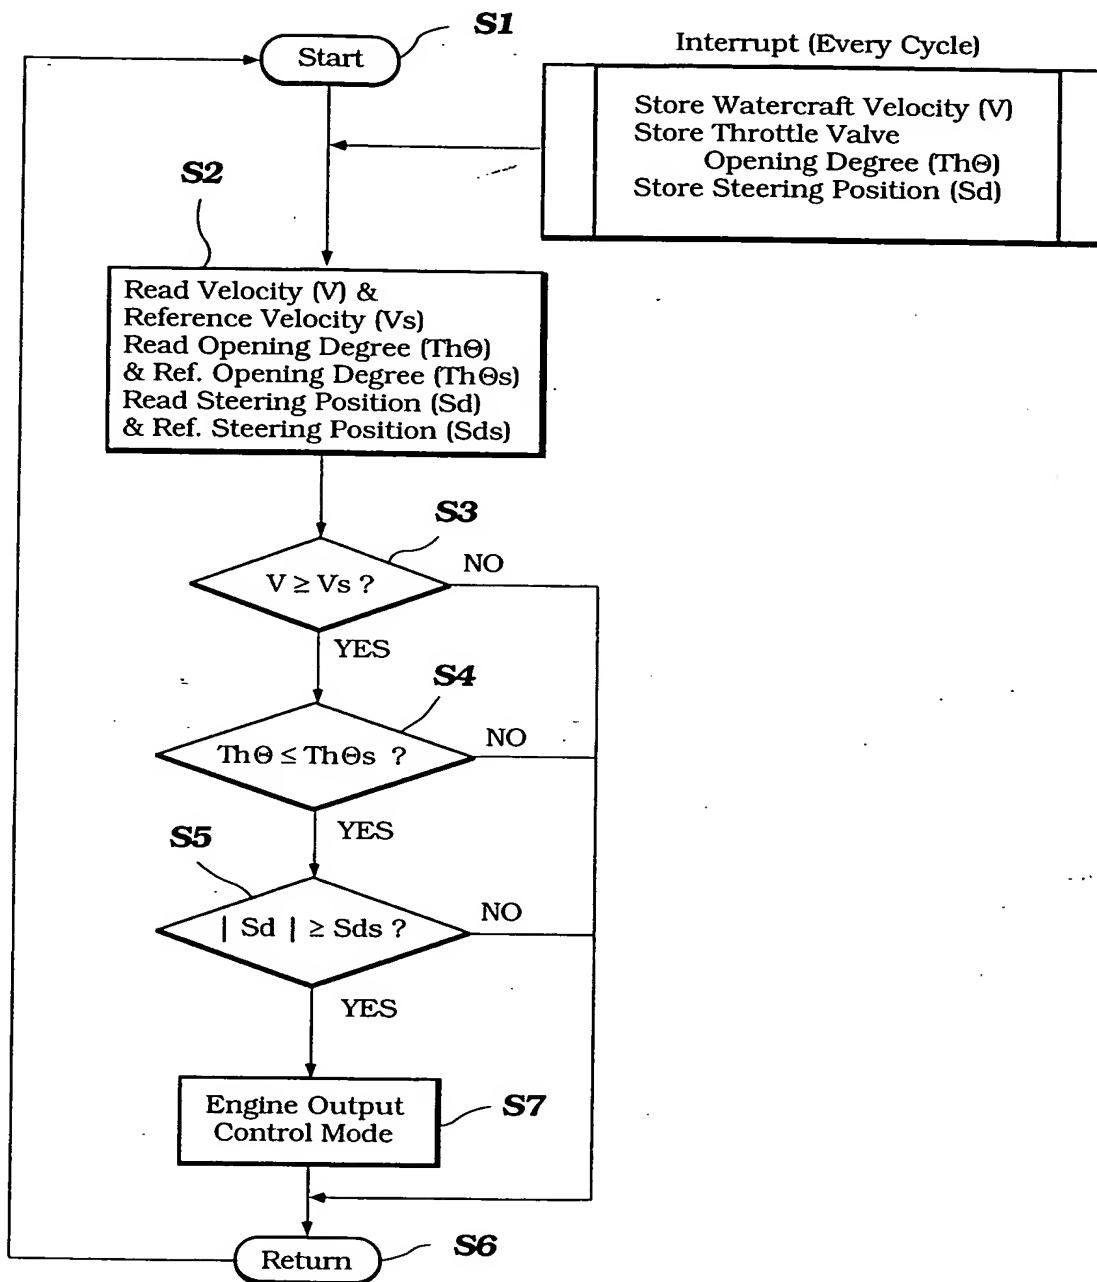 S1
Start
Interrupt (Every Cycle)
Store Watercraft Velocity (V)
Store Throttle Valve
Opening Degree (ThΘ)
Store Steering Position (Sd)
S2
Read Velocity (V) &
Reference Velocity (Vs)
Read Opening Degree (ThΘ)
& Ref. Opening Degree (ThΘs)
Read Steering Position (Sd)
& Ref. Steering Position (Sds)
S3
V ≥ Vs ?
NO
YES
S4
ThΘ ≤ ThΘs ?
NO
YES
S5
| Sd | ≥ Sds ?
NO
YES
Engine Output
Control Mode
S7
Return
S6